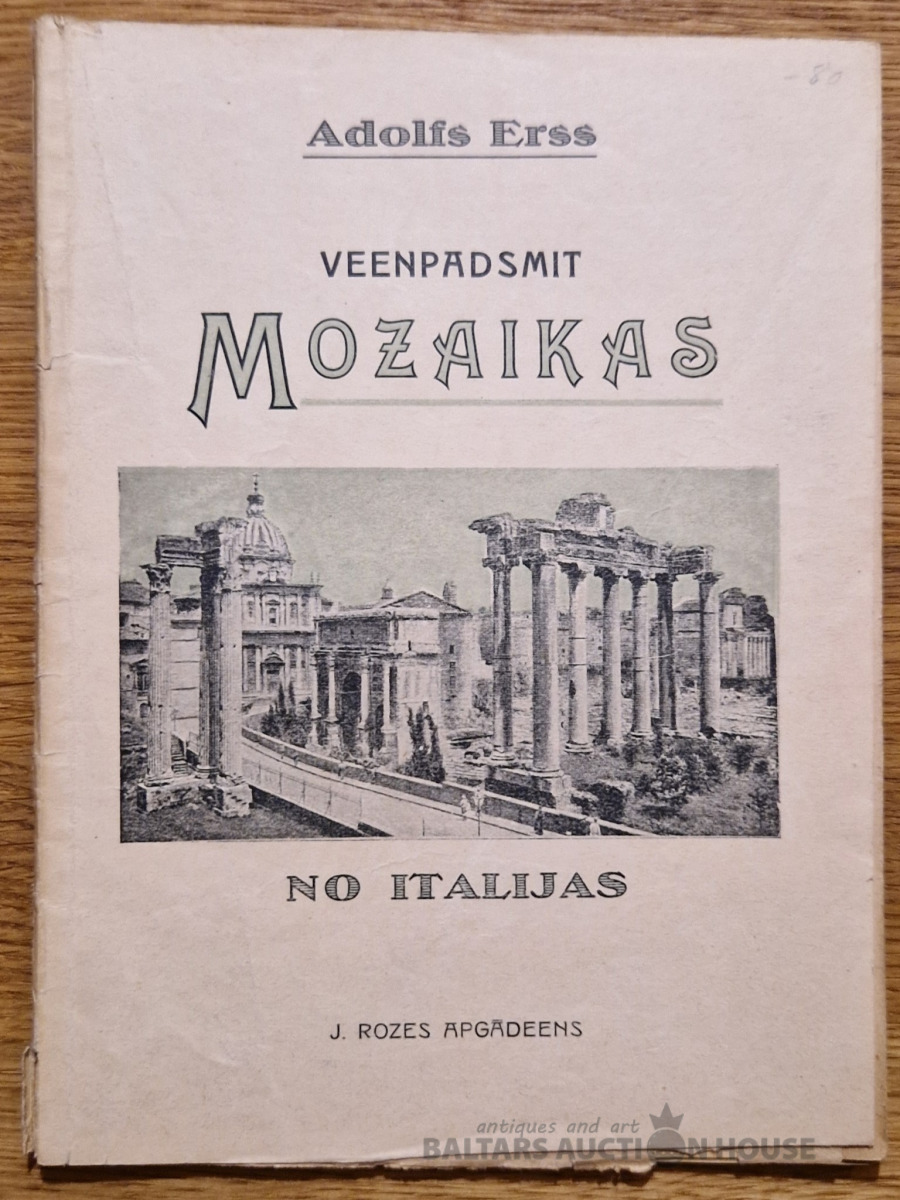 - 80
Adolfs Erss
VEENPADSMIT
MOZAIKAS
NO ITALIJAS
J. ROZES APGĀDEENS
antiques and art
BALTARS AUCTION HOUSE